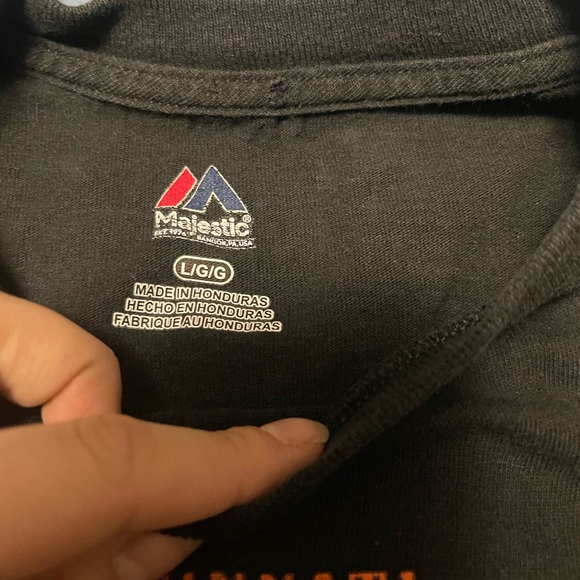 Majestic®
EST. 1976 BANGOR, PA, USA
L/G/G
MADE IN HONDURAS
HECHO EN HONDURAS
FABRIQUE AU HONDURAS